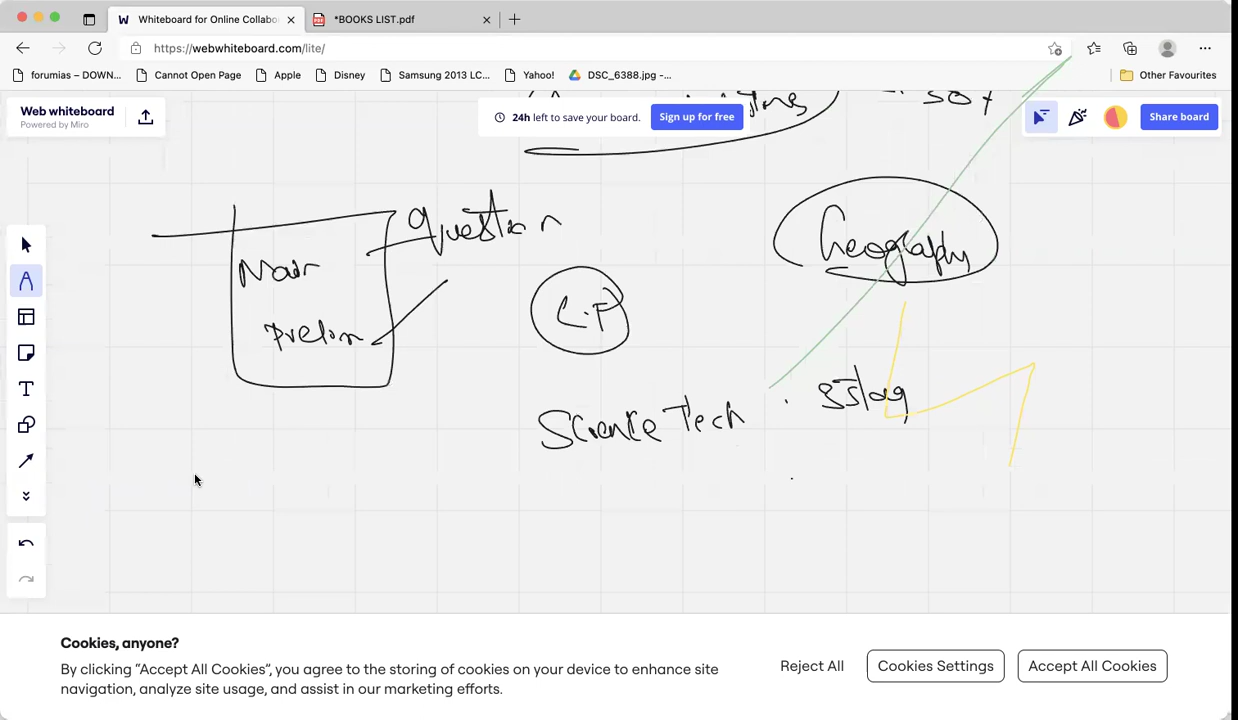 Whiteboard for Online Collabo
*BOOKS LIST.pdf
https://webwhiteboard.com/lite/
forumias – DOWN...
Cannot Open Page
Apple
Disney
Samsung 2013 LC...
Yahoo!
DSC_6388.jpg -...
Other Favourites
Web whiteboard
Powered by Miro
24h left to save your board.
Sign up for free
Share board
Question
Geography
Main
Prelim
Science Tech
Cookies, anyone?
By clicking “Accept All Cookies”, you agree to the storing of cookies on your device to enhance site
navigation, analyze site usage, and assist in our marketing efforts.
Reject All
Cookies Settings
Accept All Cookies